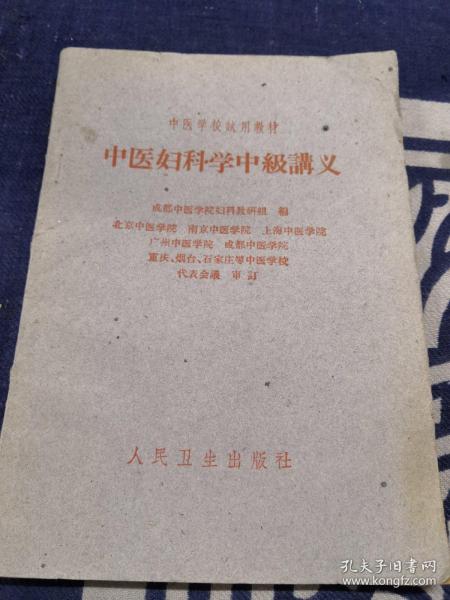 中医学校試用教材
中医妇科学中級講义
成都中医学院妇科教研組 編
北京中医学院 南京中医学院 上海中医学院
广州中医学院 成都中医学院
重庆、烟台、石家庄等中医学校
代表会議 审訂
人民卫生出版社
孔夫子旧书网
www.kongfz.com